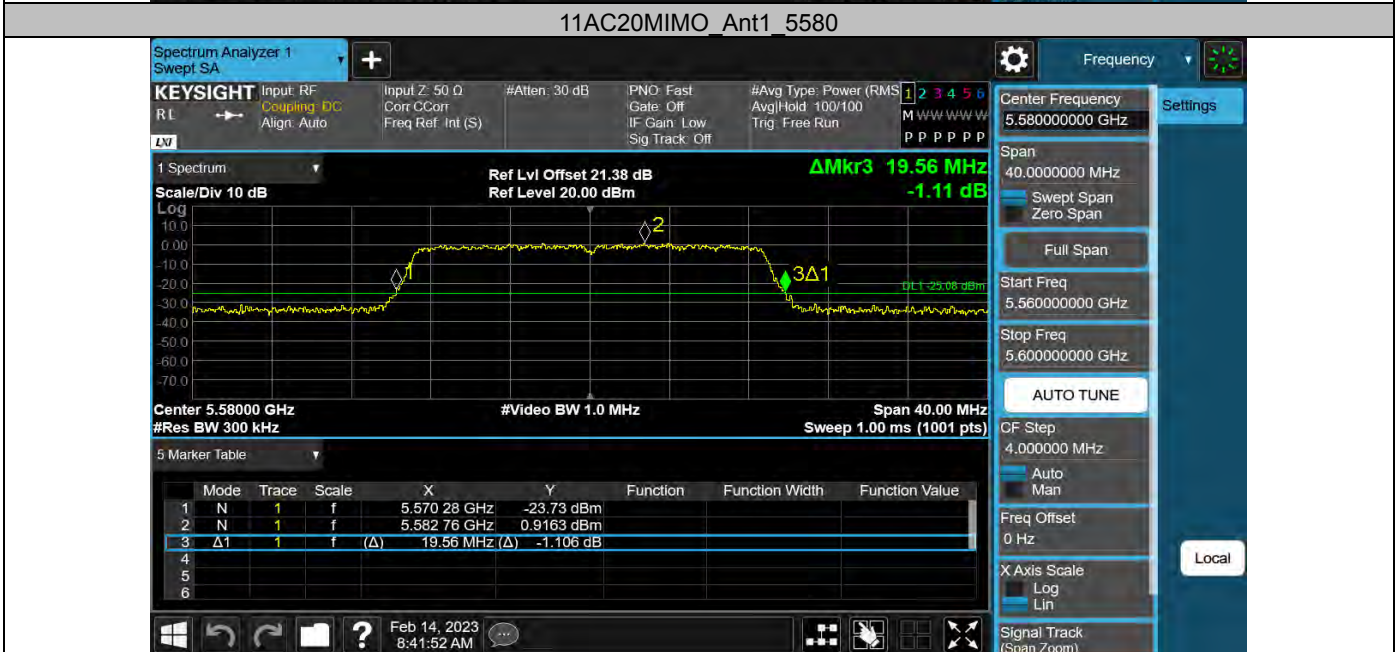 11AC20MIMO_Ant1_5580
Spectrum Analyzer 1
Swept SA
Frequency
KEYSIGHT Input: RF Input Z: 50 Ω #Atten: 30 dB PNO: Fast #Avg Type: Power (RMS 1 2 3 4 5 6
RL Coupling: DC Corr CCorr Gate: Off Avg|Hold: 100/100 M W W W W W
Align: Auto Freq Ref: Int (S) IF Gain: Low Trig: Free Run
LXI Sig Track: Off P P P P P P
Center Frequency
5.580000000 GHz
Settings
1 Spectrum
Ref Lvl Offset 21.38 dB
ΔMkr3 19.56 MHz
Scale/Div 10 dB
Ref Level 20.00 dBm
-1.11 dB
Span
40.0000000 MHz
Swept Span
Zero Span
Full Span
Start Freq
5.560000000 GHz
Stop Freq
5.600000000 GHz
AUTO TUNE
CF Step
4.000000 MHz
Auto
Man
Freq Offset
0 Hz
X Axis Scale
Log
Lin
Signal Track
(Span Zoom)
Local
Log
10.0
0.00
-10.0
-20.0
-30.0
-40.0
-50.0
-60.0
-70.0
1
2
3Δ1
DL1 -25.08 dBm
Center 5.58000 GHz #Video BW 1.0 MHz Span 40.00 MHz
#Res BW 300 kHz Sweep 1.00 ms (1001 pts)
5 Marker Table
Mode Trace Scale X Y Function Function Width Function Value
1 N 1 f 5.570 28 GHz -23.73 dBm
2 N 1 f 5.582 76 GHz 0.9163 dBm
3 Δ1 1 f (Δ) 19.56 MHz (Δ) -1.106 dB
4
5
6
Feb 14, 2023
8:41:52 AM